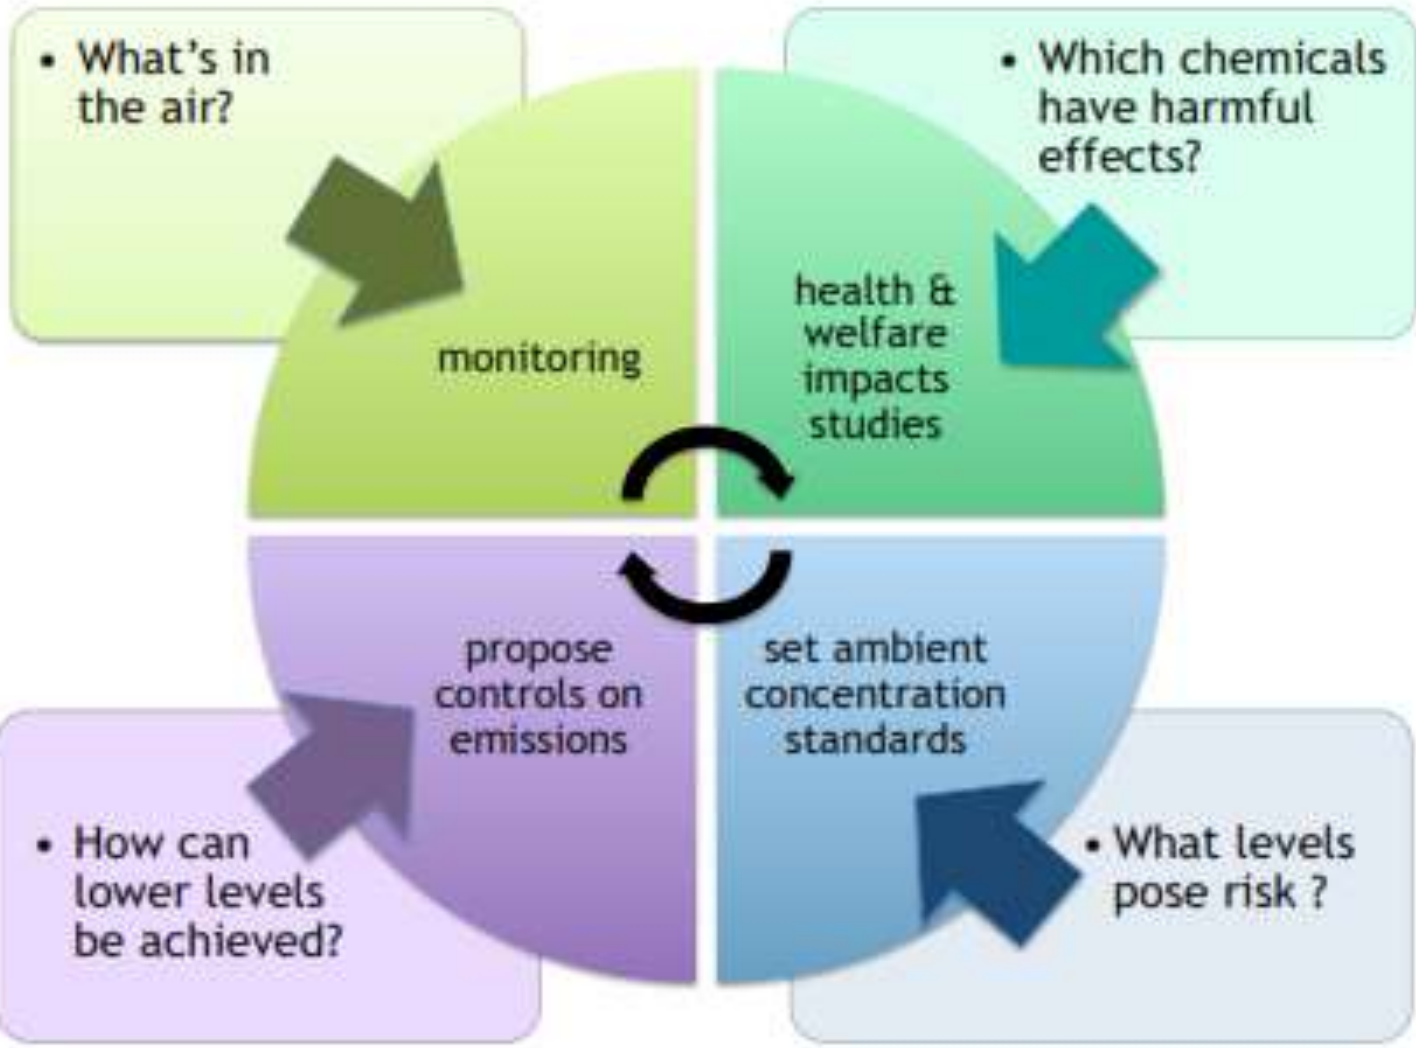 • What's in
the air?
• Which chemicals
have harmful
effects?
monitoring
health &
welfare
impacts
studies
propose
controls on
emissions
set ambient
concentration
standards
• How can
lower levels
be achieved?
• What levels
pose risk ?